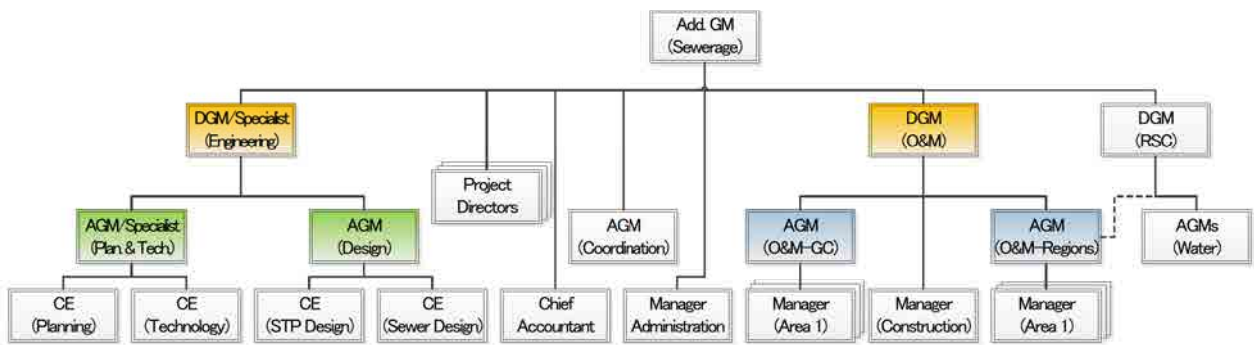 Add. GM
(Sewerage)
DGM/Specialist
(Engineering)
DGM
(O&M)
DGM
(RSC)
Project
Directors
AGM/Specialist
(Plan. & Tech.)
AGM
(Design)
AGM
(Coordination)
AGM
(O&M-GC)
AGM
(O&M-Regions)
AGMs
(Water)
CE
(Planning)
CE
(Technology)
CE
(STP Design)
CE
(Sewer Design)
Chief
Accountant
Manager
Administration
Manager
(Area 1)
Manager
(Construction)
Manager
(Area 1)